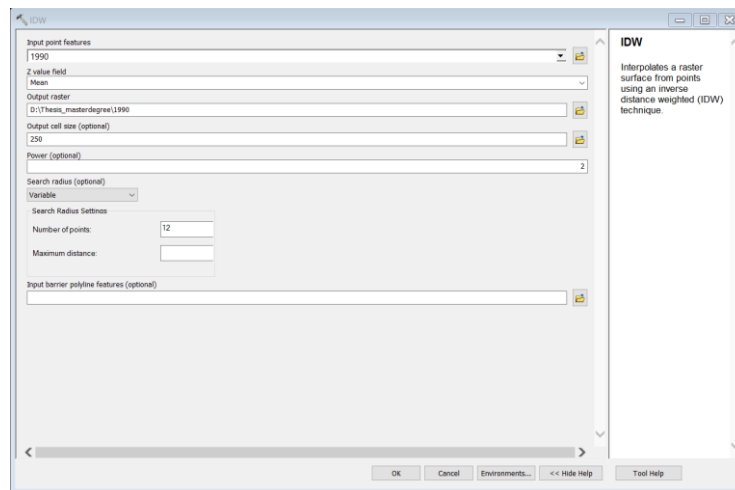 IDW
Input point features
1990
Z value field
Mean
Output raster
D:\Thesis_masterdegree\1990
Output cell size (optional)
250
Power (optional)
2
Search radius (optional)
Variable
Search Radius Settings
Number of points:
12
Maximum distance:
Input barrier polyline features (optional)
OK
Cancel
Environments...
<< Hide Help
Tool Help
IDW
Interpolates a raster
surface from points
using an inverse
distance weighted (IDW)
technique.